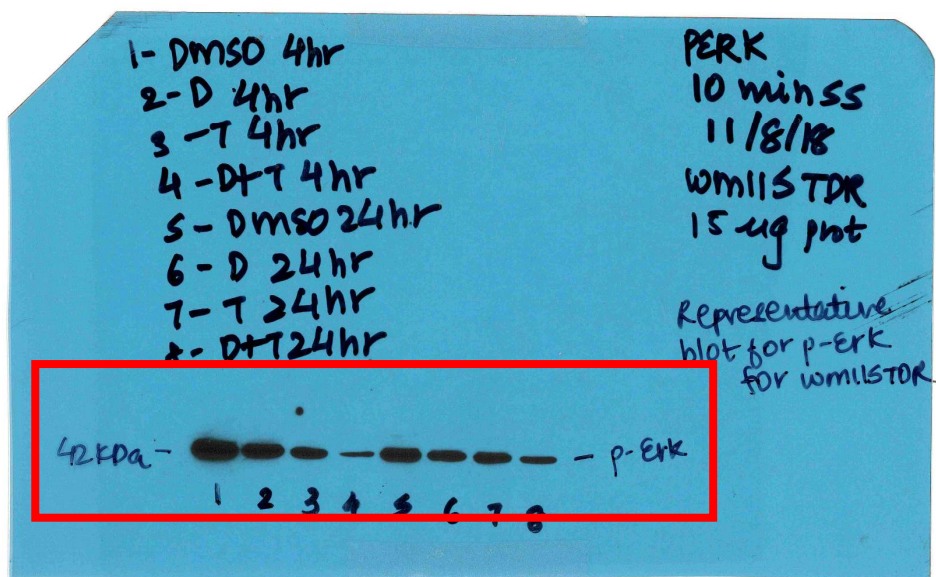 1- DMSO 4hr
2-D 4hr
3-T 4hr
4-D+T 4hr
5-DMSO 24hr
6-D 24hr
7-T 24hr
D+T 24hr
PERK
10 min ss
11/8/18
WM115TDR
15 ug prot
Representative
blot for p-Erk
for WM115TDR
42KDa - - p-Erk
1 2 3 4 5 6 7 8